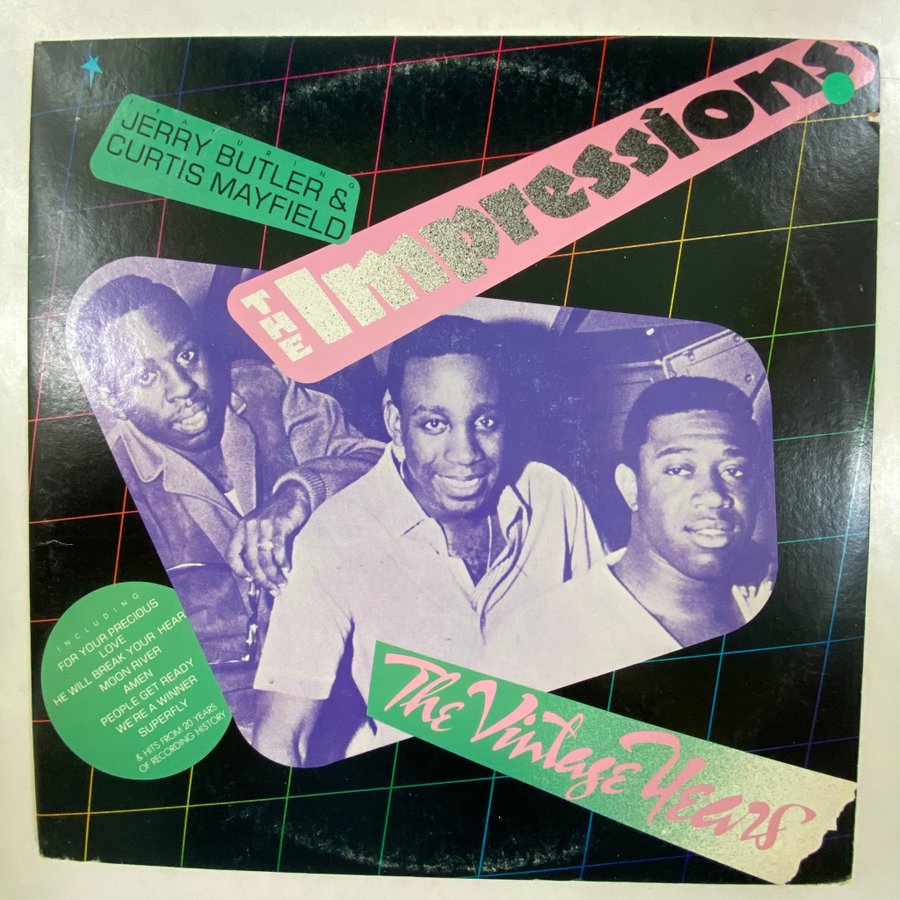 FEATURING
JERRY BUTLER &
CURTIS MAYFIELD
THE
Impressions
INCLUDING
FOR YOUR PRECIOUS
LOVE
HE WILL BREAK YOUR HEAR
MOON RIVER
AMEN
PEOPLE GET READY
WE'RE A WINNER
SUPERFLY
& HITS FROM 20 YEARS
OF RECORDING HISTORY
The Vintage Years